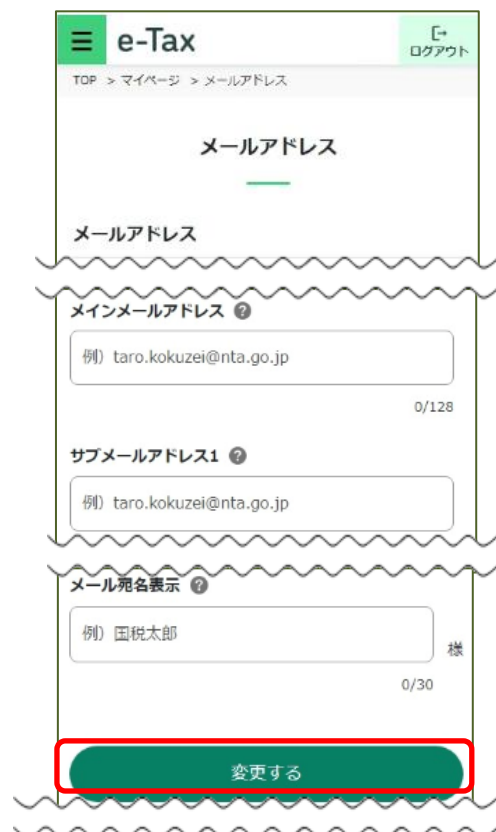 e-Tax
ログアウト
TOP > マイページ > メールアドレス
メールアドレス
メールアドレス
メインメールアドレス ?
例）taro.kokuzei@nta.go.jp
0/128
サブメールアドレス1 ?
例）taro.kokuzei@nta.go.jp
メール宛名表示 ?
例）国税太郎
様
0/30
変更する